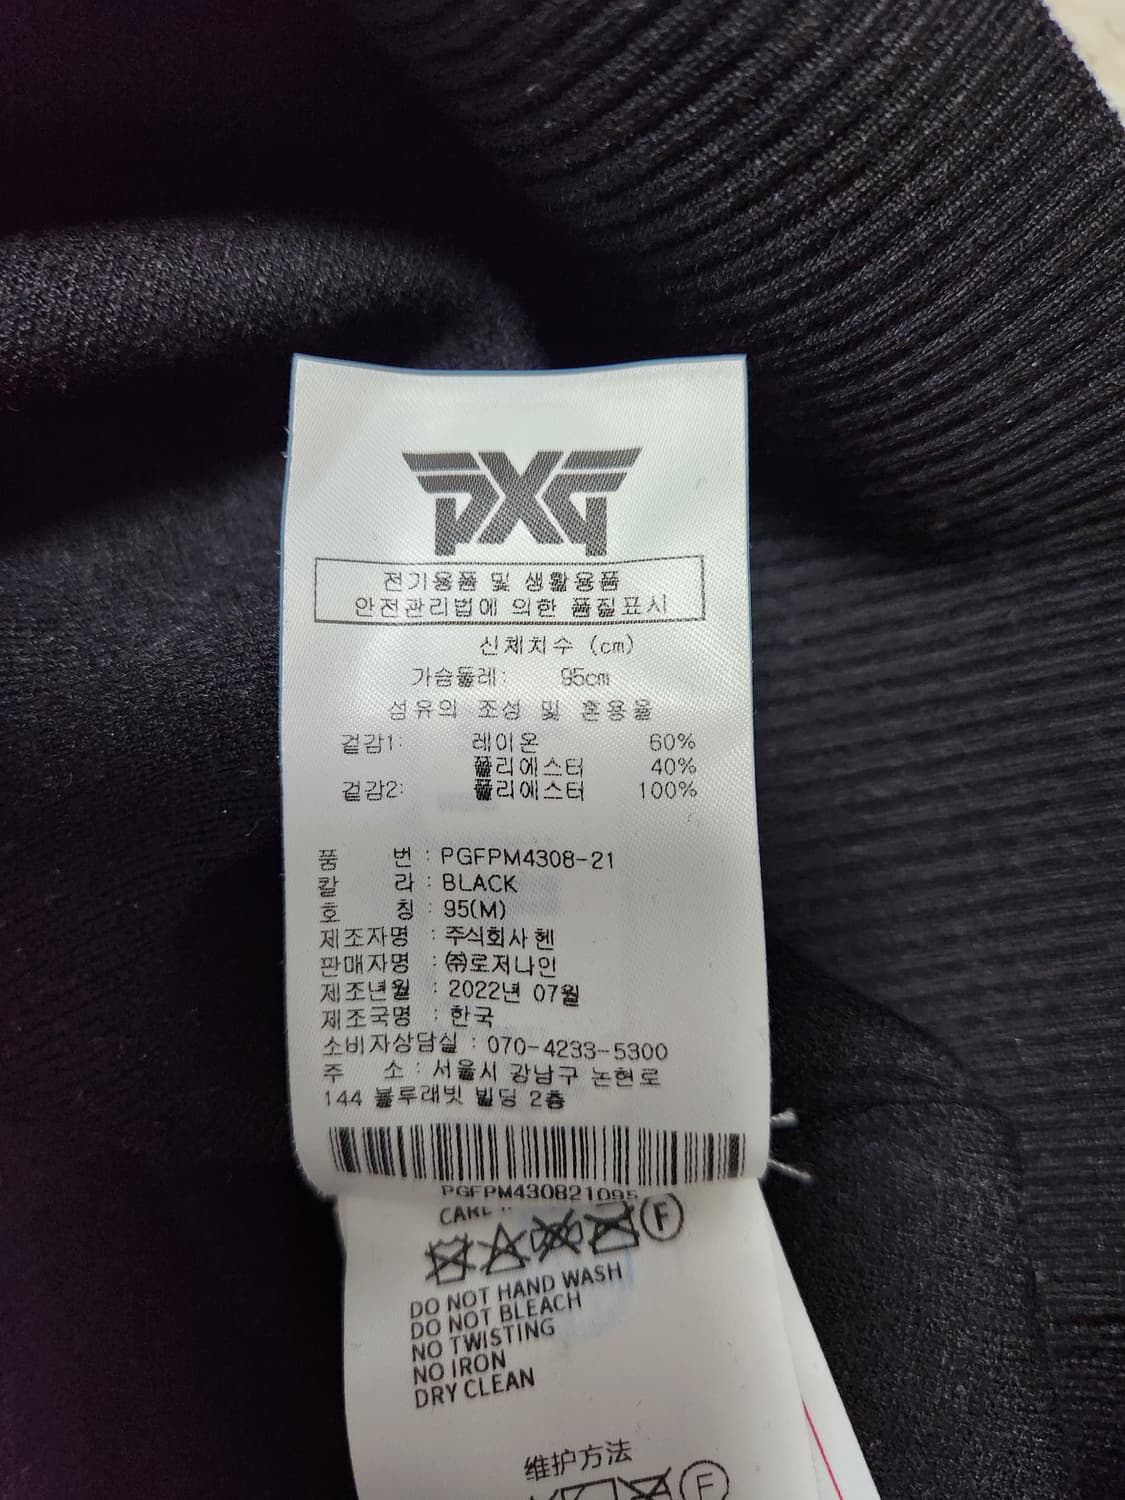 PXG
전기용품 및 생활용품
안전관리법에 의한 품질표시
신체치수 (cm)
가슴둘레: 95cm
섬유의 조성 및 혼용율
겉감1: 레이온 60%
폴리에스터 40%
겉감2: 폴리에스터 100%
품 번 : PGFPM4308-21
칼 라 : BLACK
호 칭 : 95(M)
제조자명 : 주식회사 헨
판매자명 : ㈜로저나인
제조년월 : 2022년 07월
제조국명 : 한국
소비자상담실 : 070-4233-5300
주 소 : 서울시 강남구 논현로
144 블루래빗 빌딩 2층
PGFPM430821095
CARE
F
DO NOT HAND WASH
DO NOT BLEACH
NO TWISTING
NO IRON
DRY CLEAN
维护方法
F